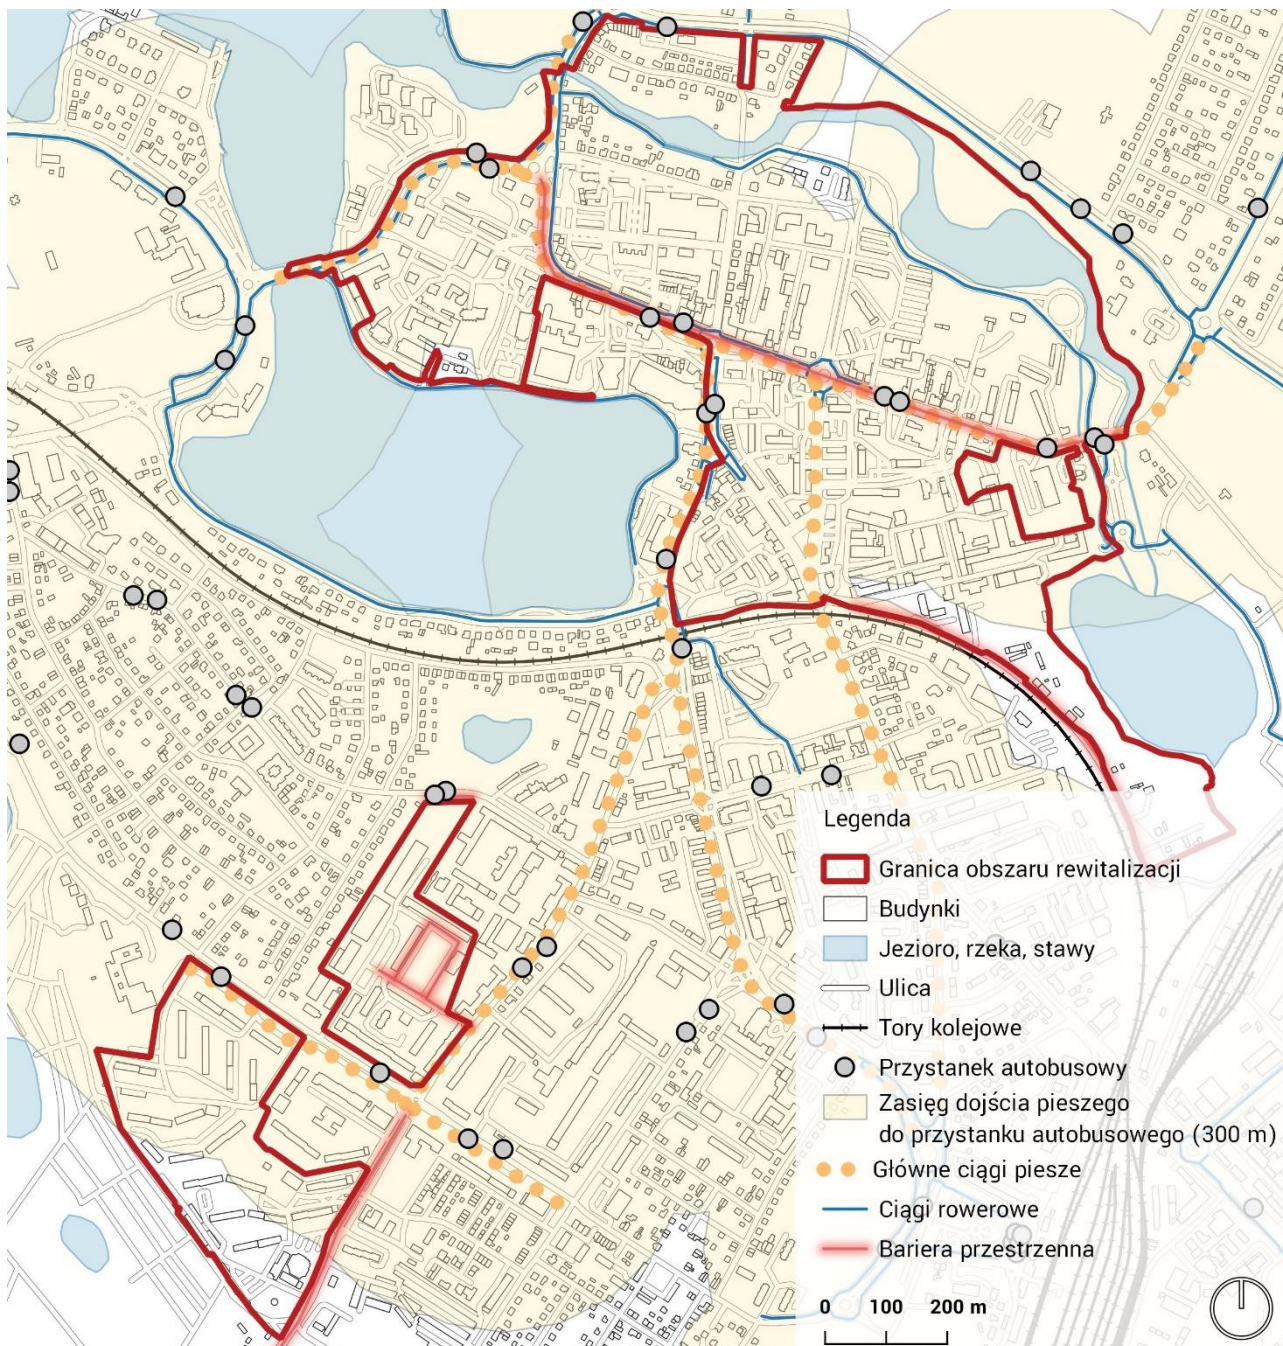 Legenda
Granica obszaru rewitalizacji
Budynki
Jezioro, rzeka, stawy
Ulica
Tory kolejowe
Przystanek autobusowy
Zasięg dojścia pieszego
do przystanku autobusowego (300 m)
Główne ciągi piesze
Ciągi rowerowe
Bariera przestrzenna
0 100 200 m